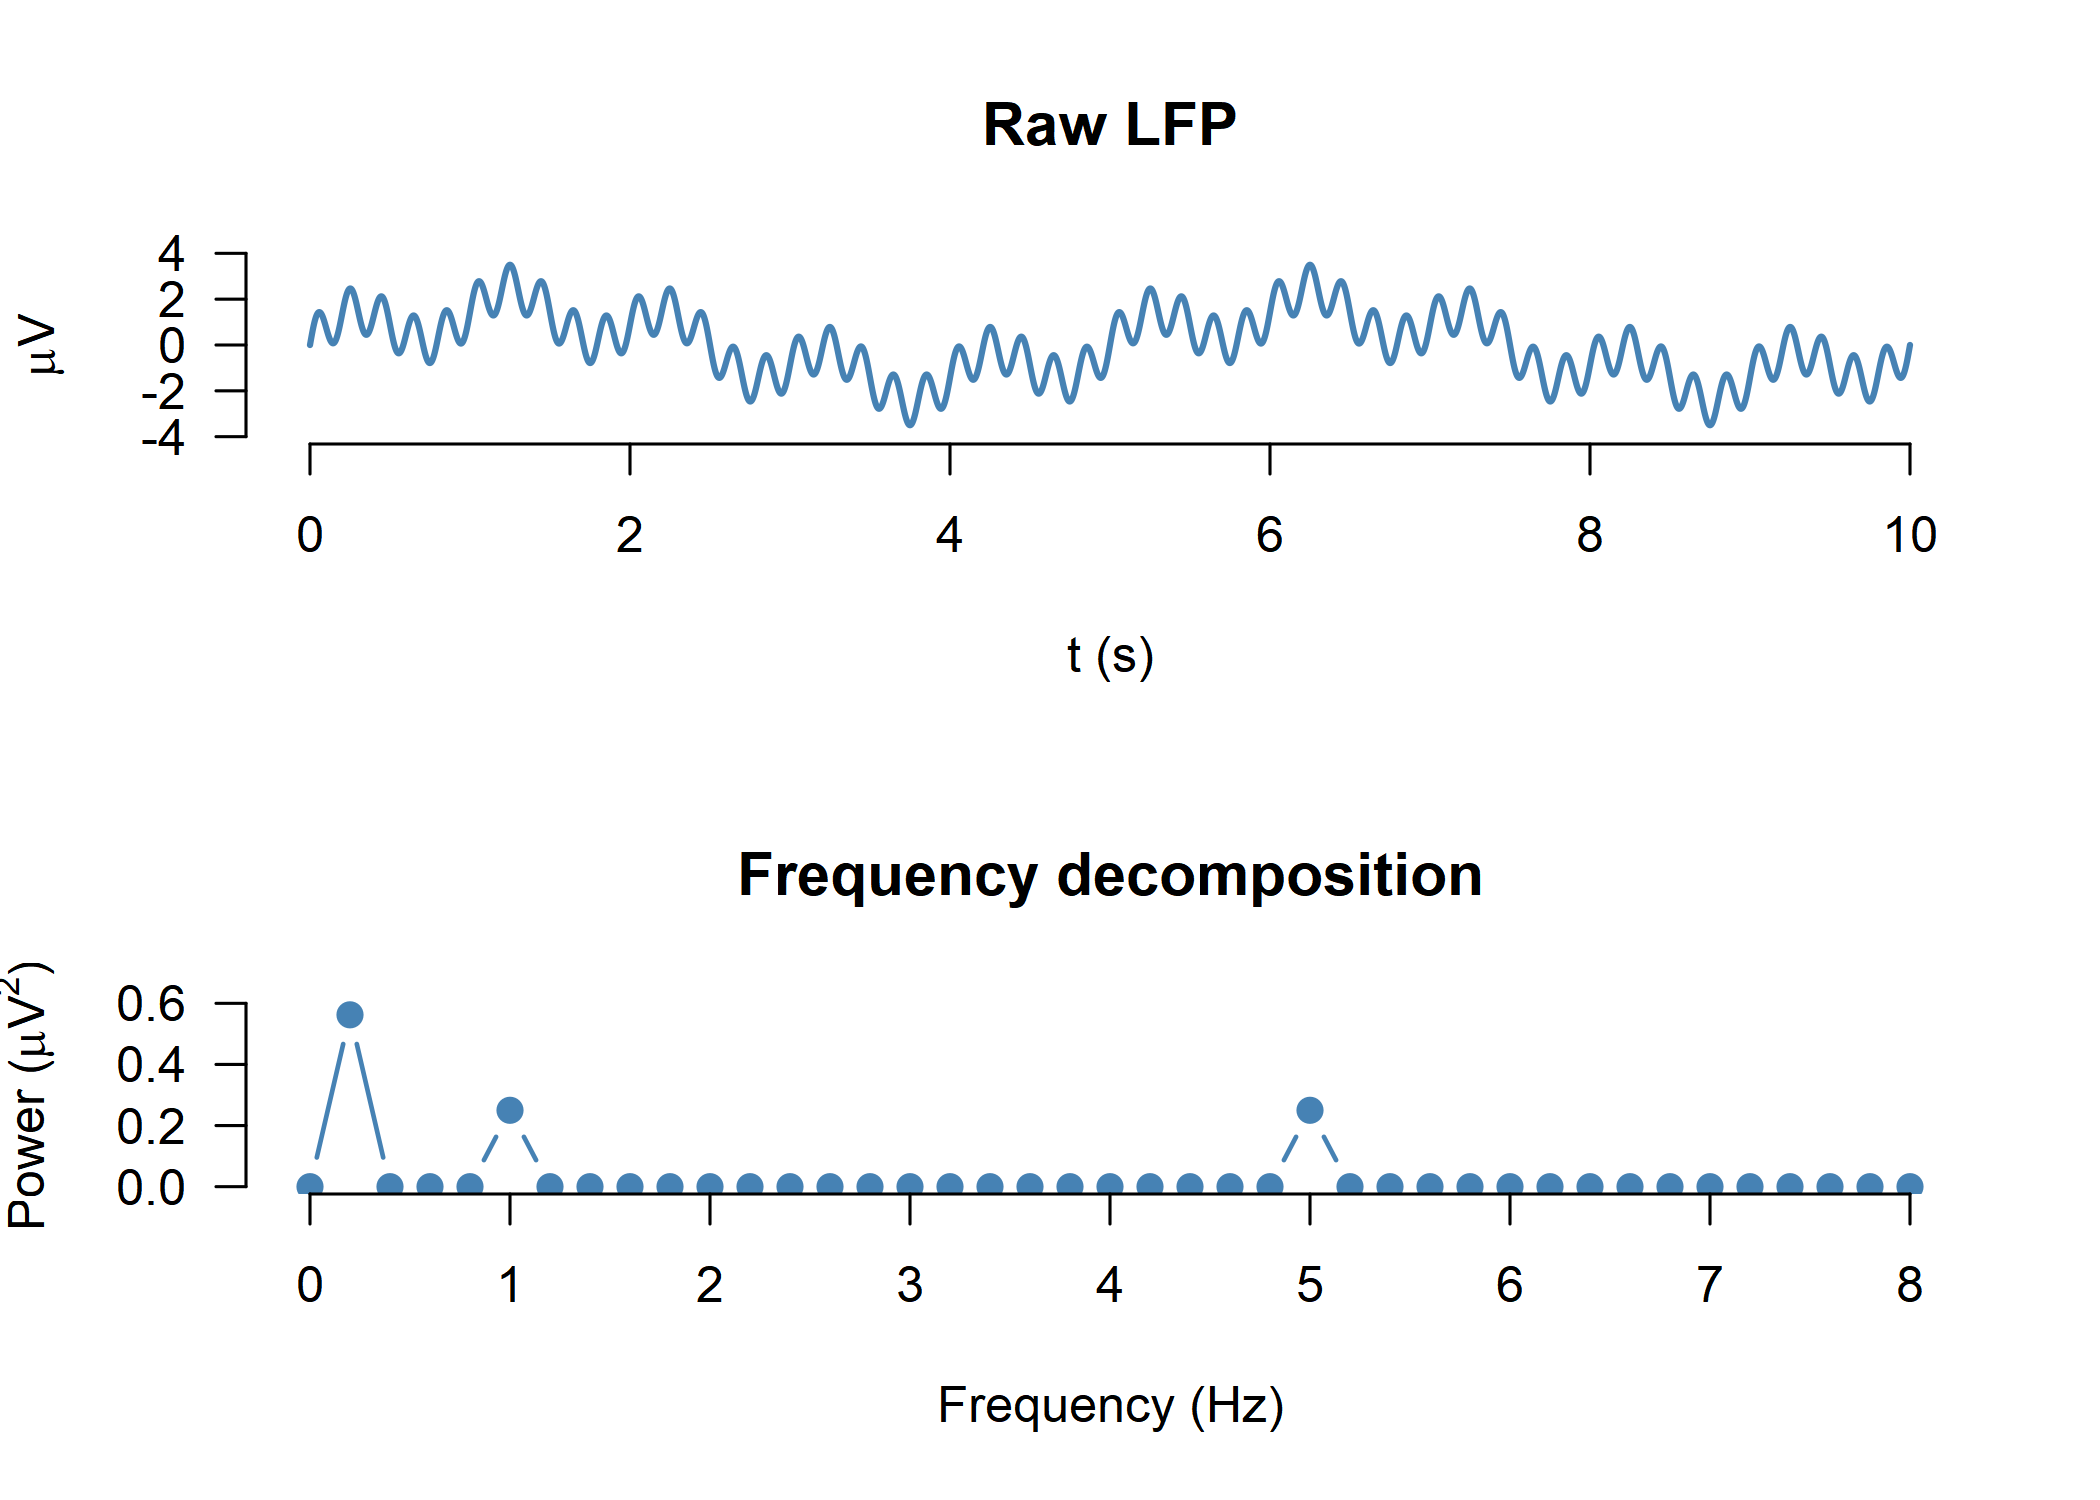 Raw LFP
μV
4
2
0
-2
-4
0 2 4 6 8 10
t (s)
Frequency decomposition
Power (μV²)
0.6
0.4
0.2
0.0
0 1 2 3 4 5 6 7 8
Frequency (Hz)